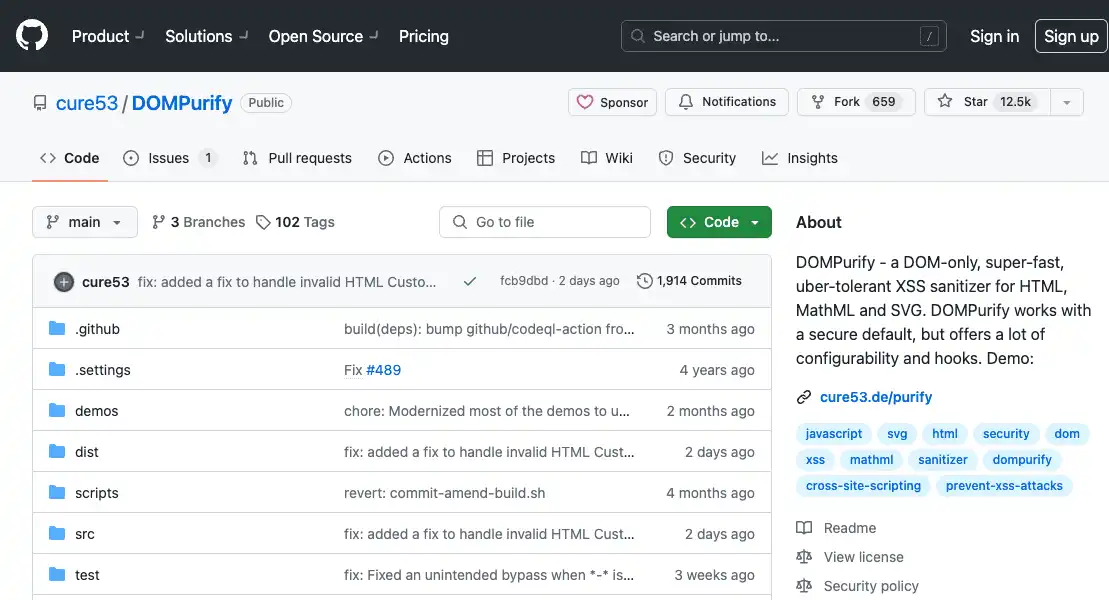 Product Solutions Open Source Pricing Search or jump to... / Sign in Sign up
cure53 / DOMPurify Public Sponsor Notifications Fork 659 Star 12.5k
Code Issues 1 Pull requests Actions Projects Wiki Security Insights
main 3 Branches 102 Tags Go to file Code
cure53 fix: added a fix to handle invalid HTML Custo... fcb9dbd · 2 days ago 1,914 Commits
.github build(deps): bump github/codeql-action fro... 3 months ago
.settings Fix #489 4 years ago
demos chore: Modernized most of the demos to u... 2 months ago
dist fix: added a fix to handle invalid HTML Cust... 2 days ago
scripts revert: commit-amend-build.sh 4 months ago
src fix: added a fix to handle invalid HTML Cust... 2 days ago
test fix: Fixed an unintended bypass when *-* is... 3 weeks ago
About
DOMPurify - a DOM-only, super-fast,
uber-tolerant XSS sanitizer for HTML,
MathML and SVG. DOMPurify works with
a secure default, but offers a lot of
configurability and hooks. Demo:
cure53.de/purify
javascript svg html security dom
xss mathml sanitizer dompurify
cross-site-scripting prevent-xss-attacks
Readme
View license
Security policy